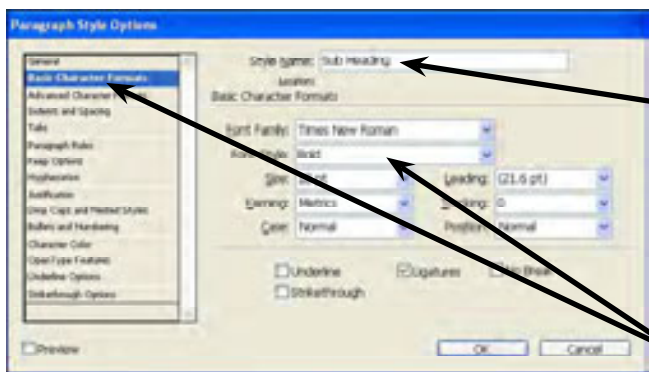 Paragraph Style Options
General
Basic Character Formats
Advanced Character
Indents and Spacing
Tabs
Paragraph Rules
Keep Options
Hyphenation
Justification
Drop Caps and Nested Styles
Bullets and Numbering
Character Color
OpenType Features
Underline Options
Strikethrough Options
Style Name: Sub Heading
Location:
Basic Character Formats
Font Family: Times New Roman
Font Style: Bold
Size: pt Leading: (21.6 pt)
Kerning: Metrics Tracking: 0
Case: Normal Position: Normal
Underline Ligatures No Break
Strikethrough
Preview OK Cancel